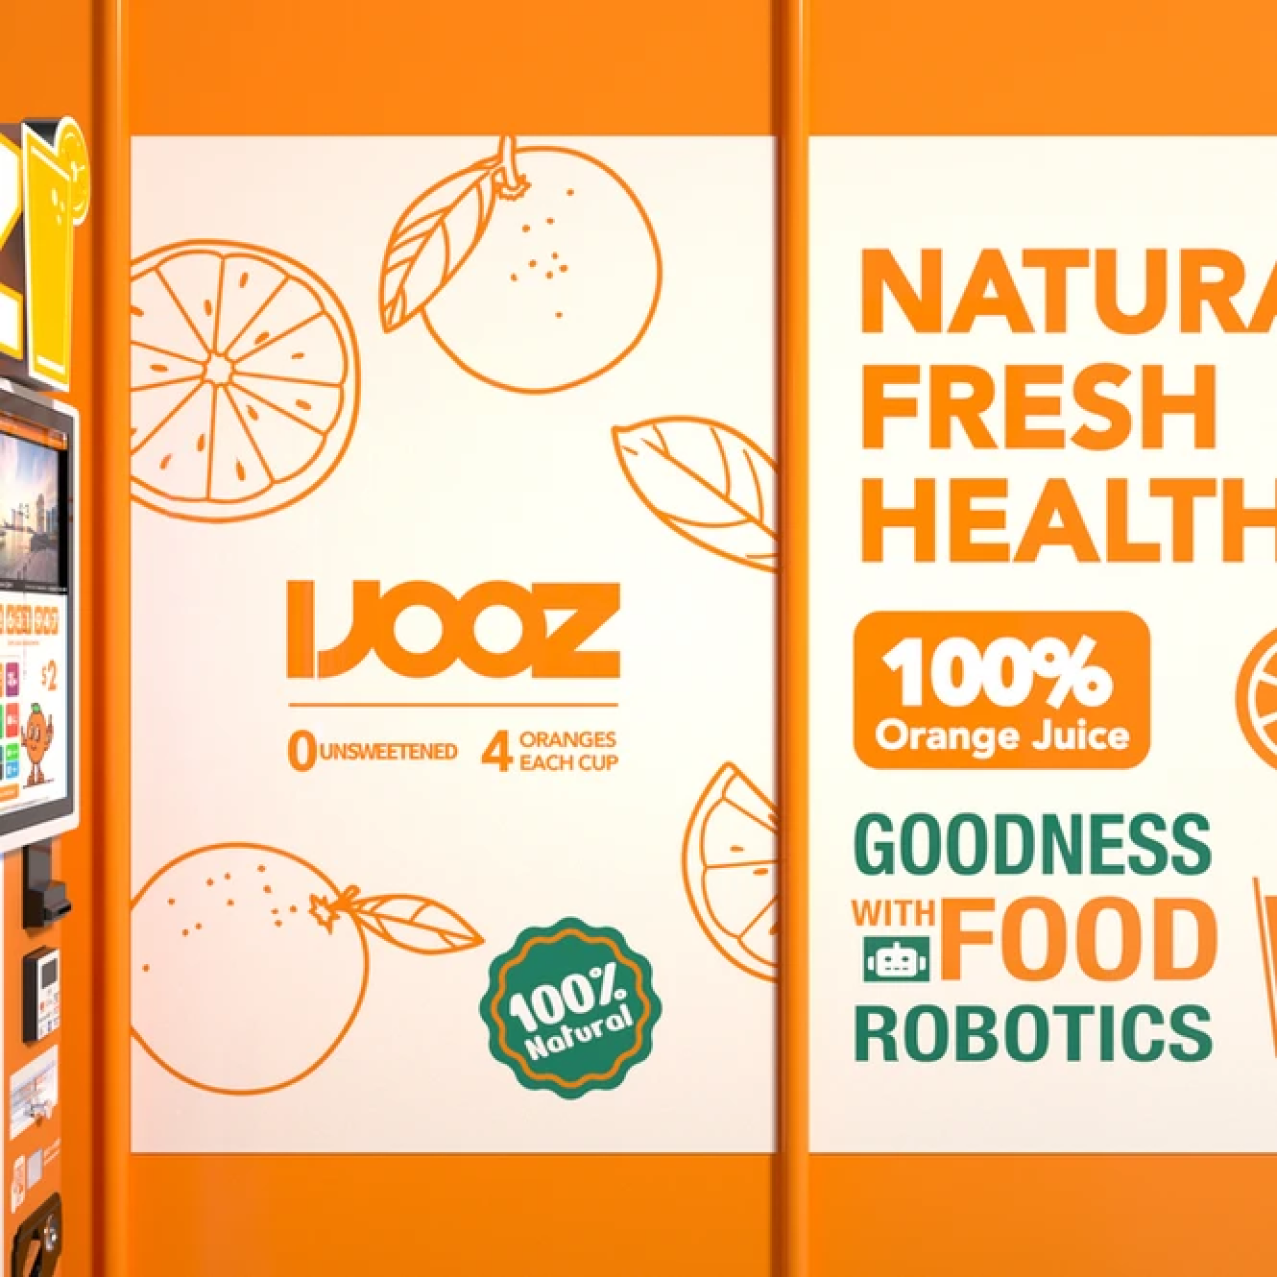 $2
IJOOZ
0 UNSWEETENED
4 ORANGES
EACH CUP
100%
Natural
NATURA
FRESH
HEALTH
100%
Orange Juice
GOODNESS
WITH FOOD
ROBOTICS